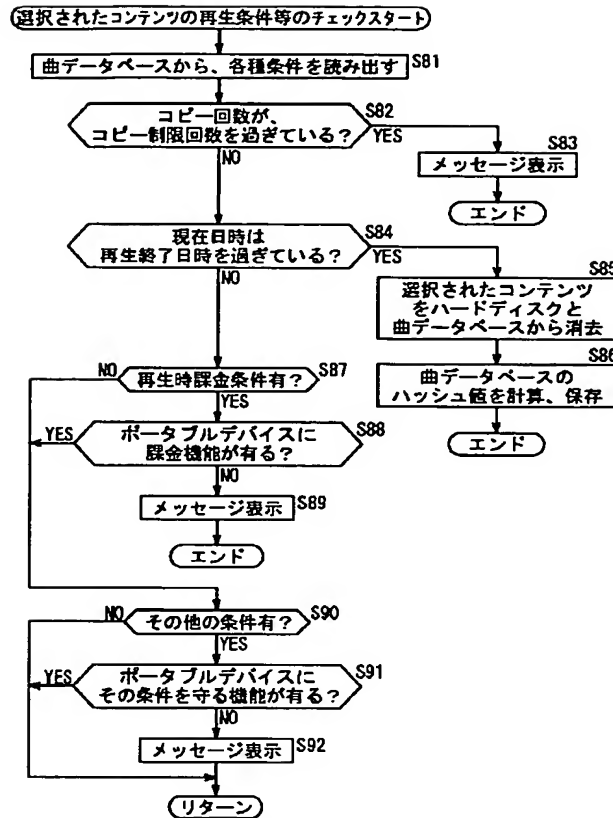 選択されたコンテンツの再生条件等のチェックスタート
曲データベースから、各種条件を読み出す
S81
コピー回数が、
コピー制限回数を過ぎている?
S82
YES
NO
S83
メッセージ表示
エンド
現在日時は
再生終了日時を過ぎている?
S84
YES
NO
S85
選択されたコンテンツ
をハードディスクと
曲データベースから消去
S86
曲データベースの
ハッシュ値を計算、保存
エンド
NO
再生時課金条件有?
S87
YES
YES
ポータブルデバイスに
課金機能が有る?
S88
NO
メッセージ表示
S89
エンド
NO
その他の条件有?
S90
YES
YES
ポータブルデバイスに
その条件を守る機能が有る?
S91
NO
メッセージ表示
S92
リターン